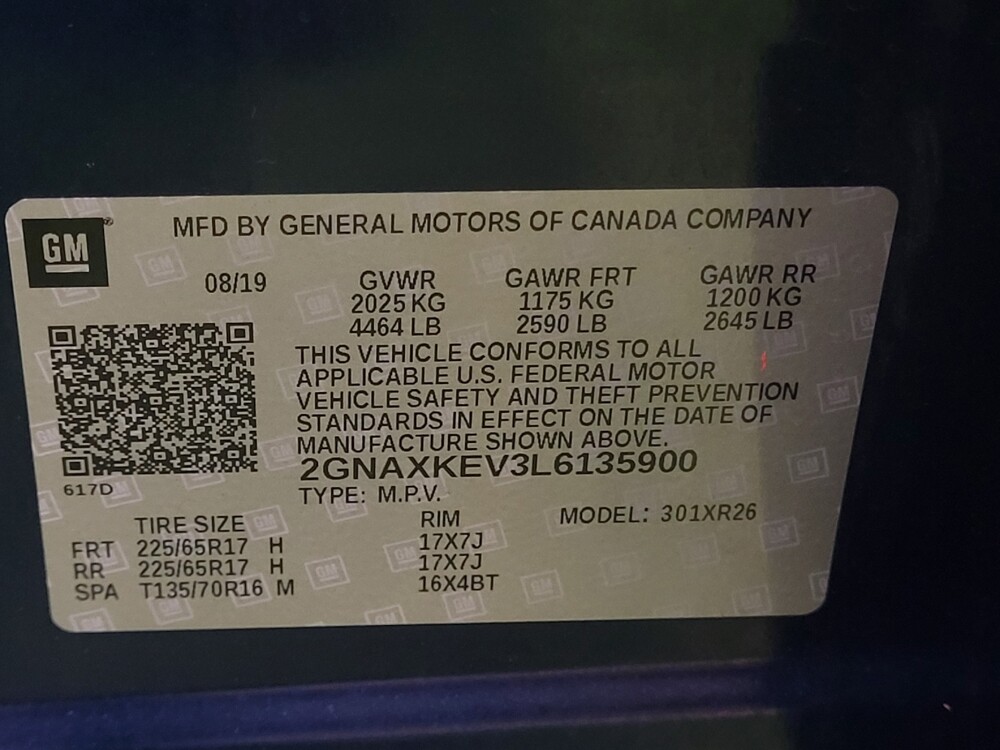 GM
MFD BY GENERAL MOTORS OF CANADA COMPANY
08/19 GVWR GAWR FRT GAWR RR
2025 KG 1175 KG 1200 KG
4464 LB 2590 LB 2645 LB
THIS VEHICLE CONFORMS TO ALL
APPLICABLE U.S. FEDERAL MOTOR
VEHICLE SAFETY AND THEFT PREVENTION
STANDARDS IN EFFECT ON THE DATE OF
MANUFACTURE SHOWN ABOVE.
2GNAXKEV3L6135900
617D
TYPE: M.P.V.
TIRE SIZE RIM MODEL: 301XR26
FRT 225/65R17 H 17X7J
RR 225/65R17 H 17X7J
SPA T135/70R16 M 16X4BT